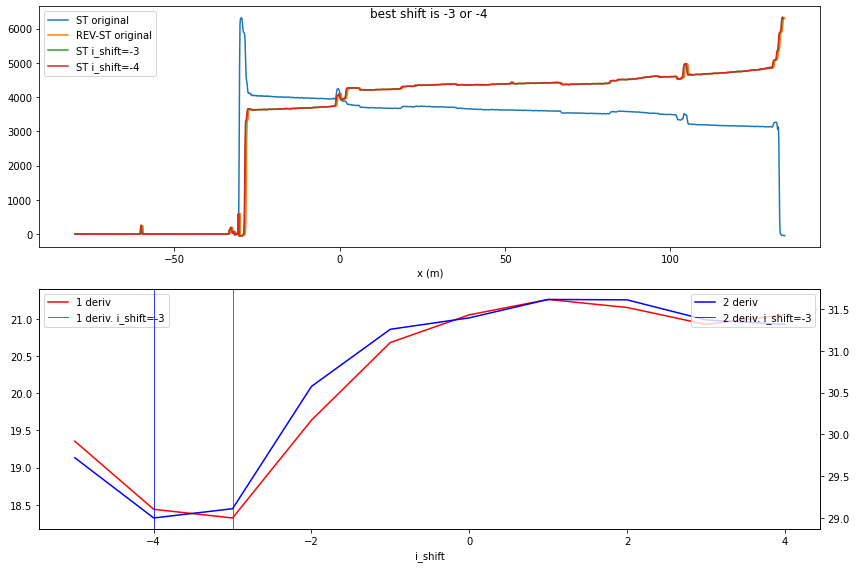 best shift is -3 or -4
ST original
REV-ST original
ST i_shift=-3
ST i_shift=-4
6000
5000
4000
3000
2000
1000
0
−50
0
50
100
x (m)
1 deriv
1 deriv. i_shift=-3
2 deriv
2 deriv. i_shift=-3
21.0
20.5
20.0
19.5
19.0
18.5
31.5
31.0
30.5
30.0
29.5
29.0
−4
−2
0
2
4
i_shift